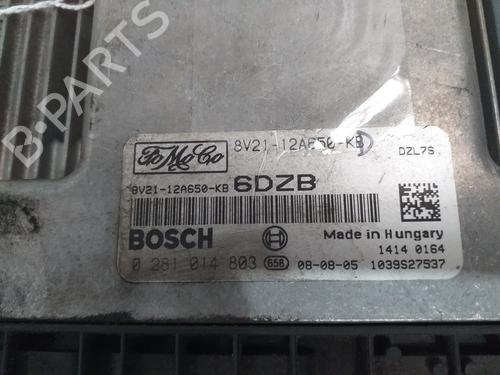 FoMoCo
8V21-12A650-KB D
DZL7S
8V21-12A650-KB 6DZB
BOSCH
Made in Hungary
1414 0164
0 281 014 803 65B 08-08-05 1039S27537